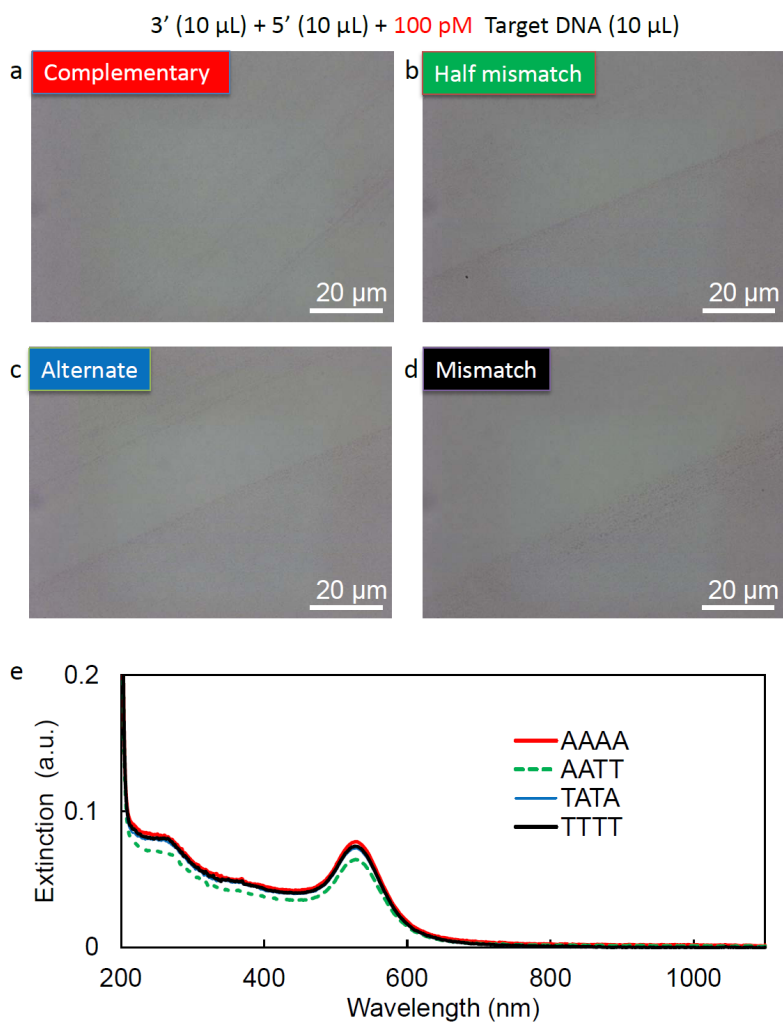 3’ (10 µL) + 5’ (10 µL) + 100 pM Target DNA (10 µL)
a Complementary
20 µm
b Half mismatch
20 µm
c Alternate
20 µm
d Mismatch
20 µm
e
0.2
0.1
0
Extinction (a.u.)
AAAA
AATT
TATA
TTTT
200 400 600 800 1000
Wavelength (nm)